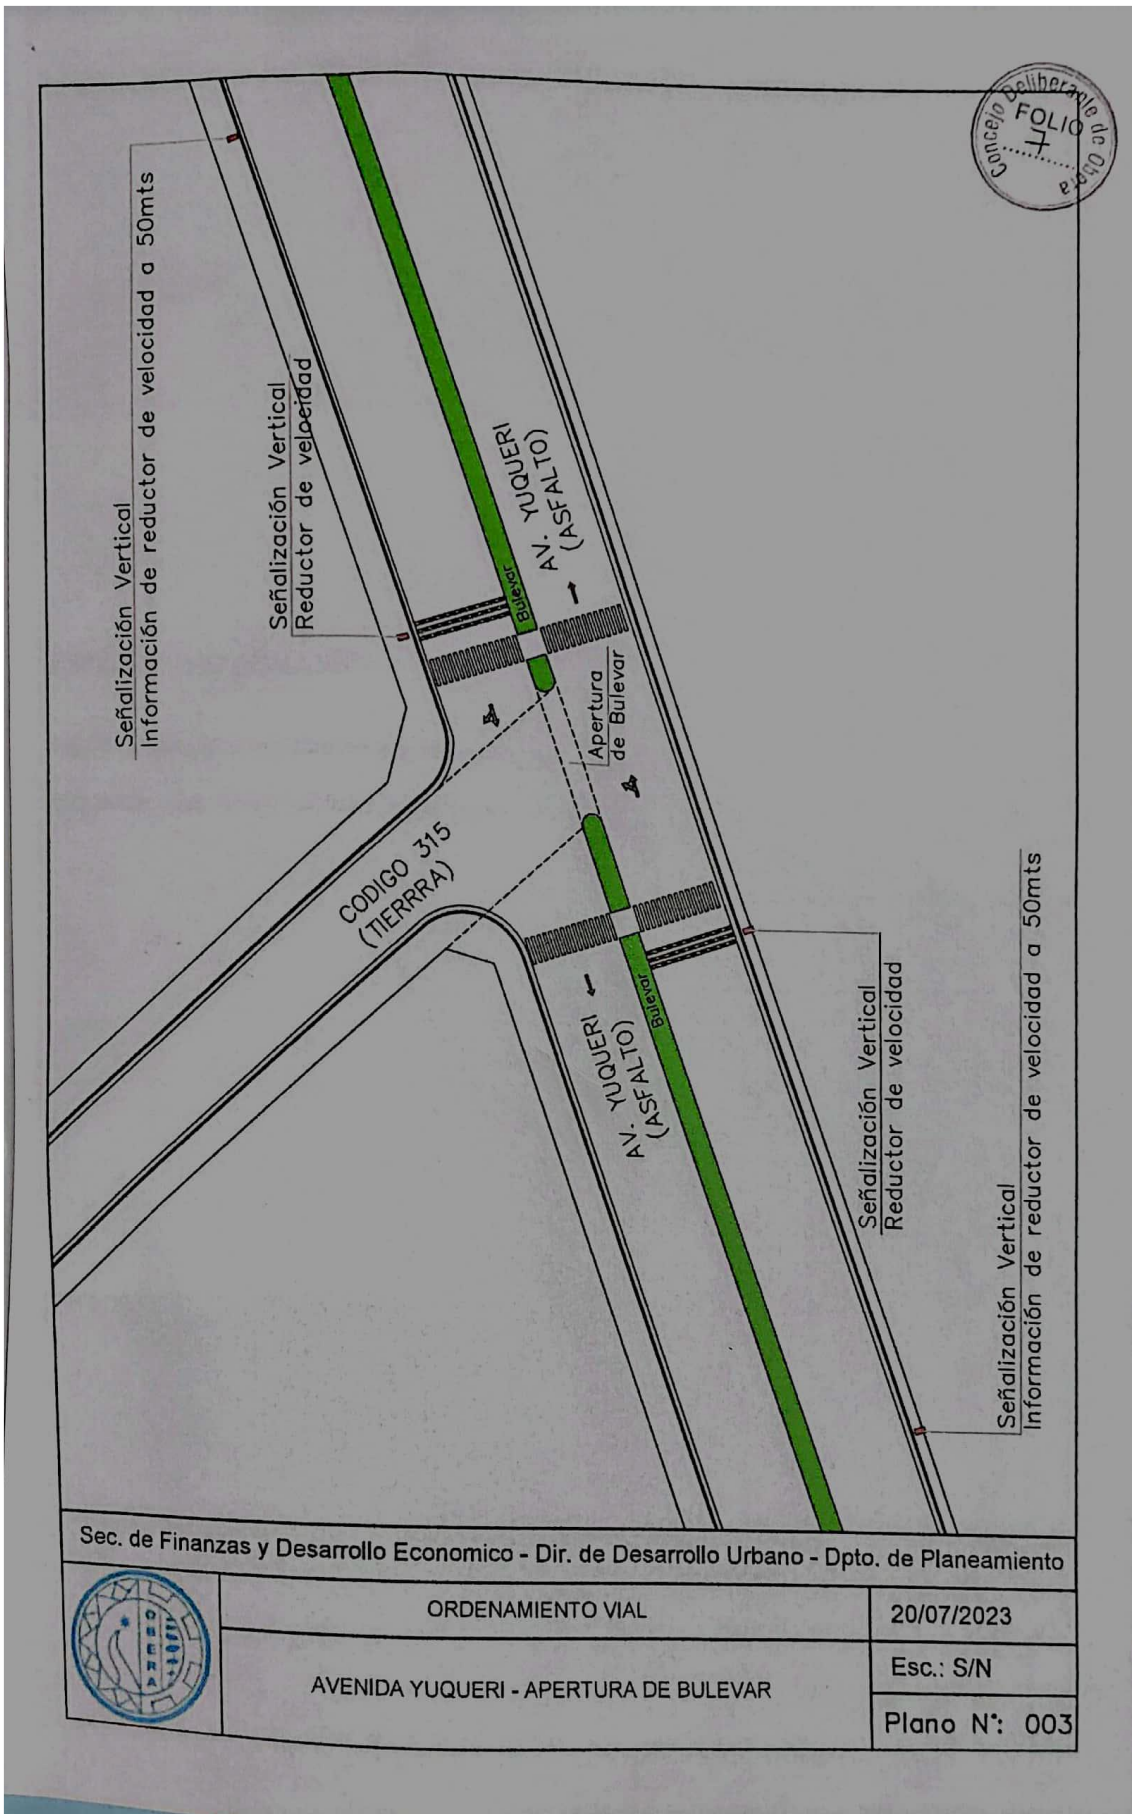 Concejo Deliberante de Obera
FOLIO
7
Señalización Vertical
Información de reductor de velocidad a 50mts
Señalización Vertical
Reductor de velocidad
AV. YUQUERI
(ASFALTO)
Bulevar
Apertura
de Bulevar
CODIGO 315
(TIERRRA)
AV. YUQUERI
(ASFALTO)
Bulevar
Señalización Vertical
Reductor de velocidad
Señalización Vertical
Información de reductor de velocidad a 50mts
Sec. de Finanzas y Desarrollo Economico - Dir. de Desarrollo Urbano - Dpto. de Planeamiento
OBERA
ORDENAMIENTO VIAL
20/07/2023
AVENIDA YUQUERI - APERTURA DE BULEVAR
Esc.: S/N
Plano N°: 003